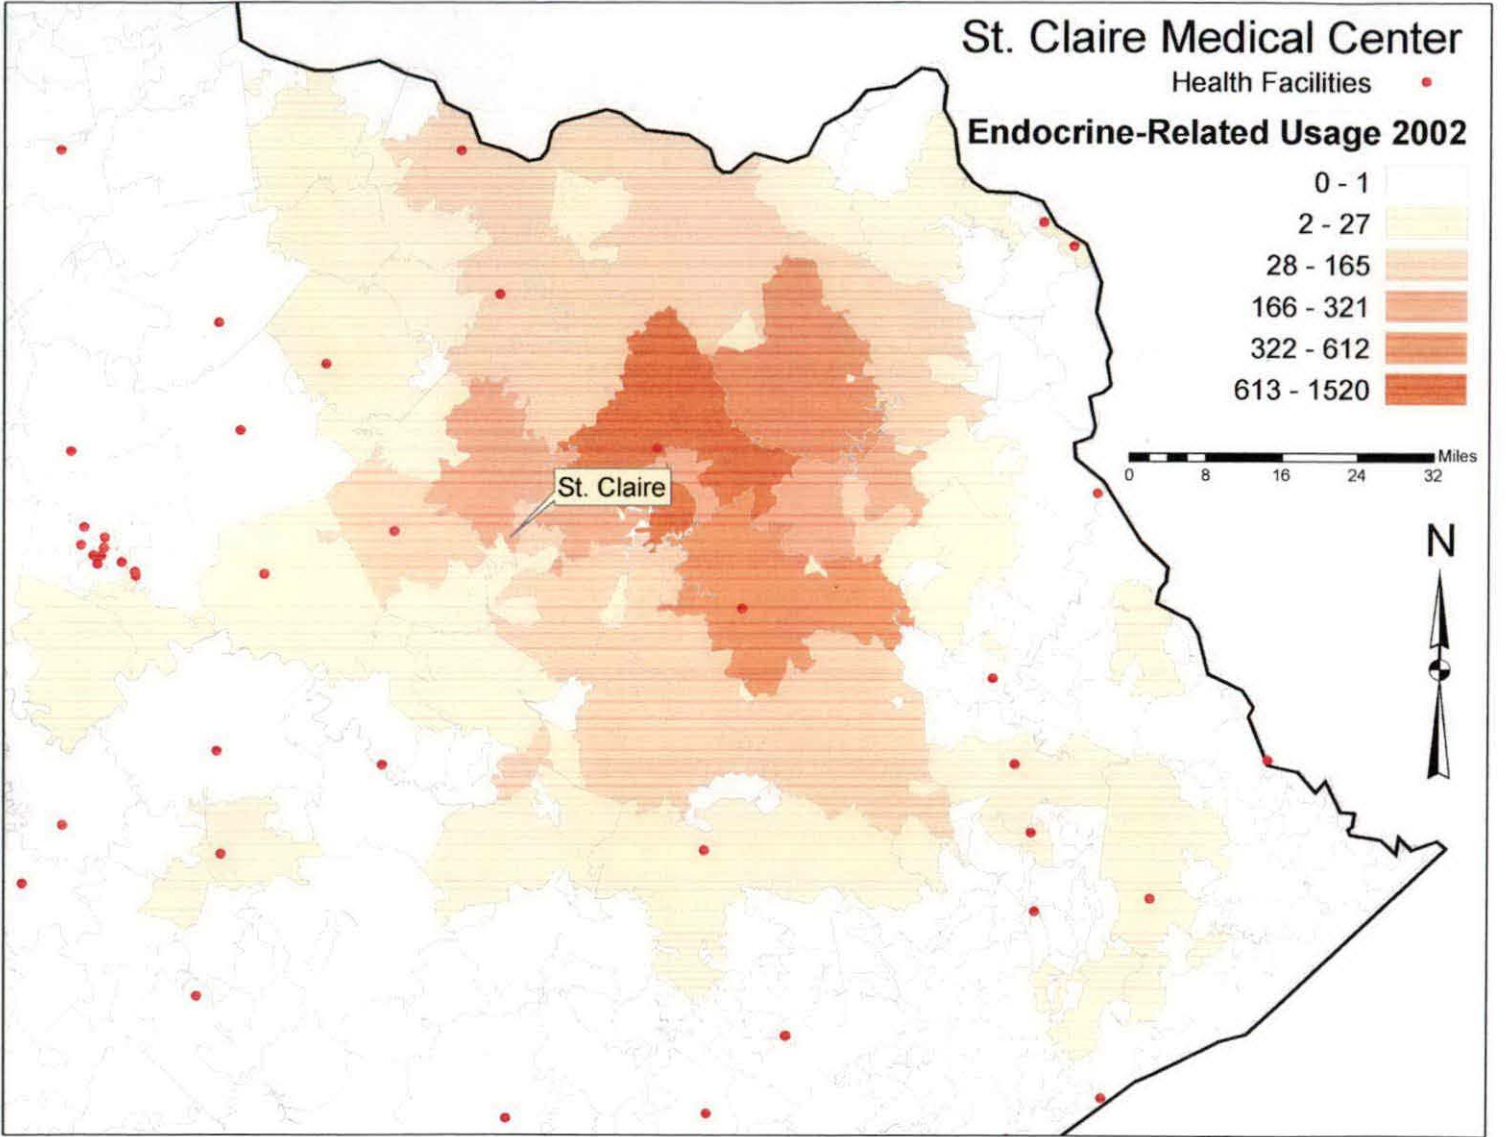 St. Claire Medical Center
Health Facilities
Endocrine-Related Usage 2002
0 - 1
2 - 27
28 - 165
166 - 321
322 - 612
613 - 1520
Miles
0 8 16 24 32
St. Claire
N